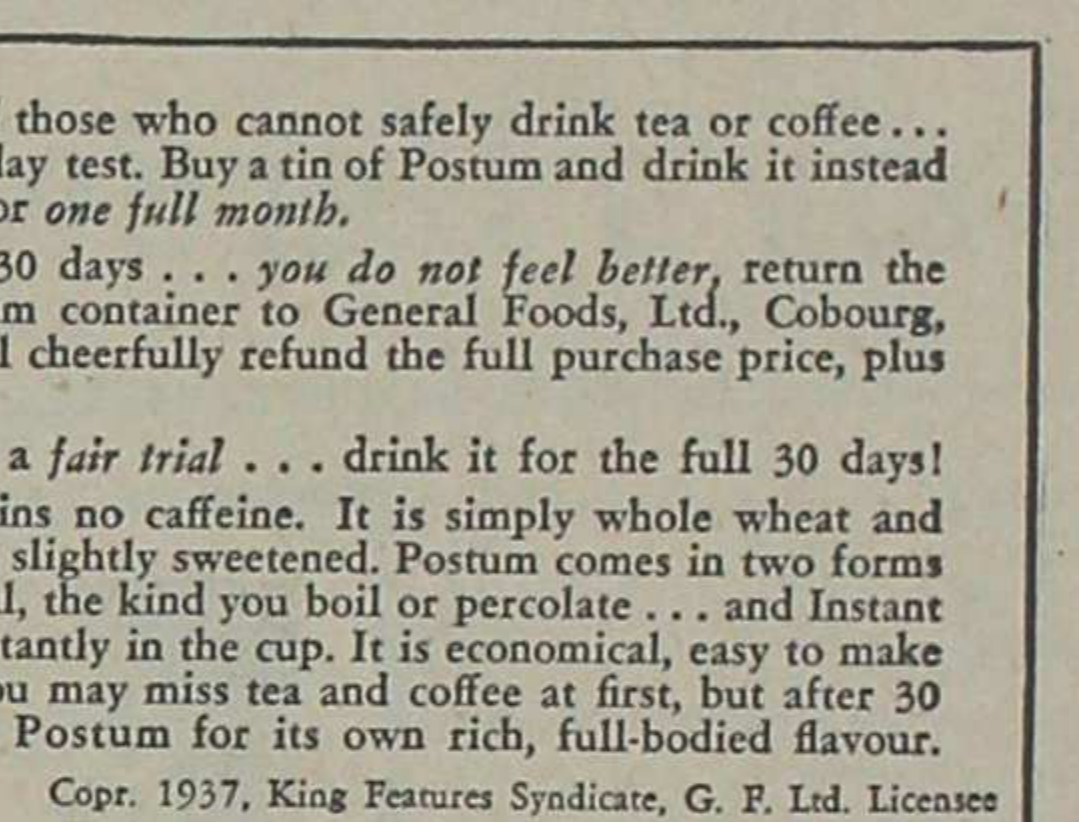 those who cannot safely drink tea or coffee...
lay test. Buy a tin of Postum and drink it instead
or one full month.
30 days . . . you do not feel better, return the
m container to General Foods, Ltd., Cobourg,
l cheerfully refund the full purchase price, plus
a fair trial . . . drink it for the full 30 days!
ins no caffeine. It is simply whole wheat and
slightly sweetened. Postum comes in two forms
l, the kind you boil or percolate . . . and Instant
tantly in the cup. It is economical, easy to make
ou may miss tea and coffee at first, but after 30
Postum for its own rich, full-bodied flavour.
Copr. 1937, King Features Syndicate, G. F. Ltd. Licensee